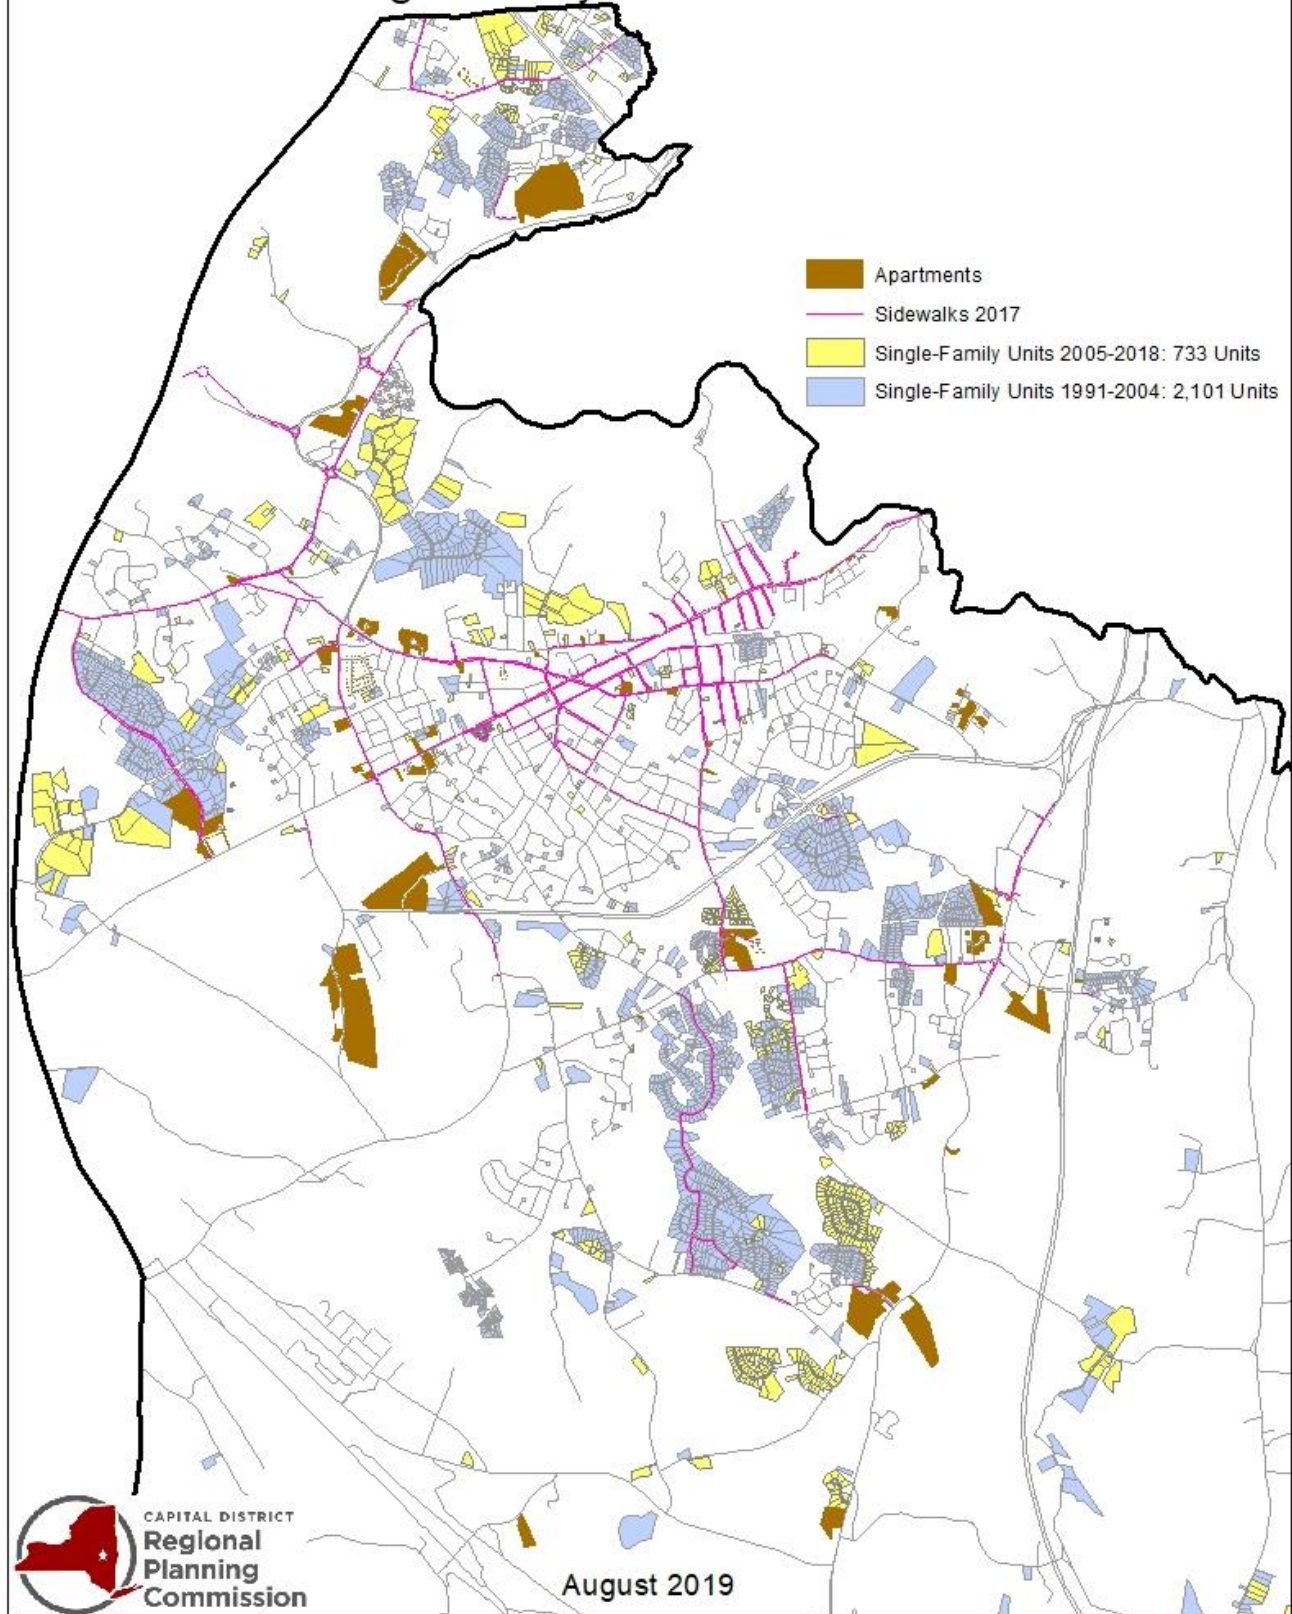 Apartments
Sidewalks 2017
Single-Family Units 2005-2018: 733 Units
Single-Family Units 1991-2004: 2,101 Units
CAPITAL DISTRICT
Regional
Planning
Commission
August 2019